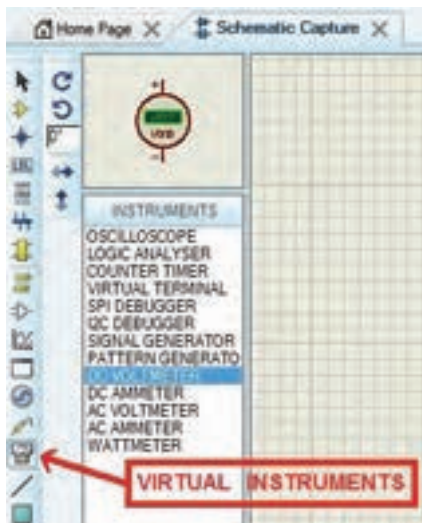 Home Page
Schematic Capture
INSTRUMENTS
OSCILLOSCOPE
LOGIC ANALYSER
COUNTER TIMER
VIRTUAL TERMINAL
SPI DEBUGGER
I2C DEBUGGER
SIGNAL GENERATOR
PATTERN GENERATO
DC VOLTMETER
DC AMMETER
AC VOLTMETER
AC AMMETER
WATTMETER
VIRTUAL INSTRUMENTS